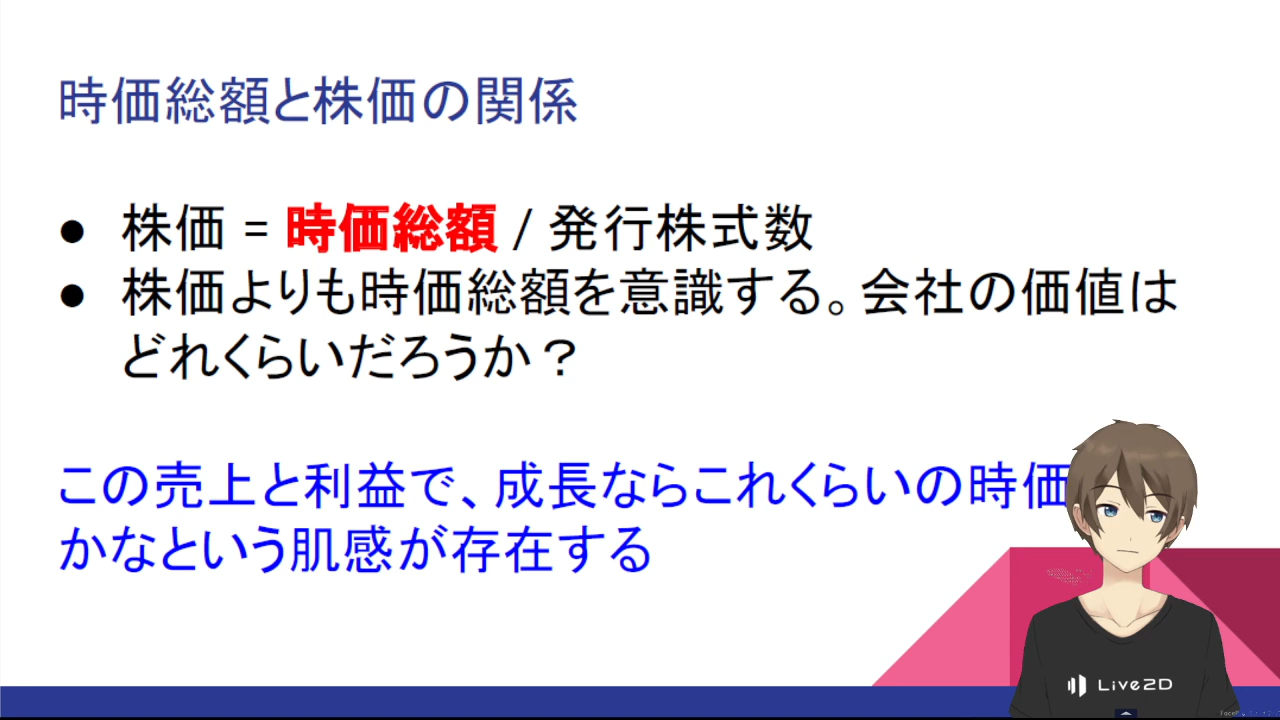 時価総額と株価の関係
● 株価 = 時価総額 / 発行株式数
● 株価よりも時価総額を意識する。会社の価値は
どれくらいだろうか？
この売上と利益で、成長ならこれくらいの時価
かなという肌感が存在する
Live2D